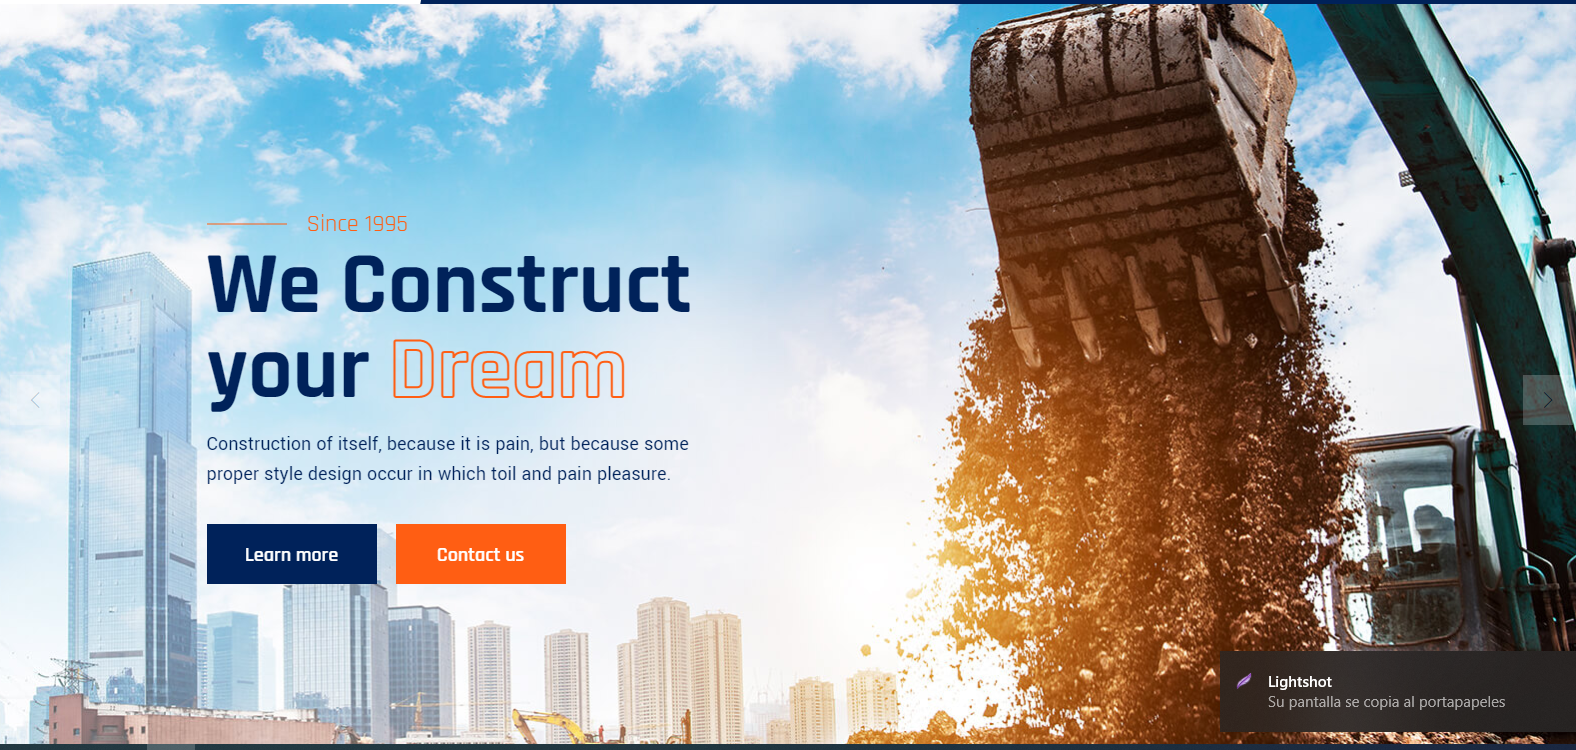 Since 1995
We Construct
your Dream
Construction of itself, because it is pain, but because some
proper style design occur in which toil and pain pleasure.
Learn more
Contact us
Lightshot
Su pantalla se copia al portapapeles